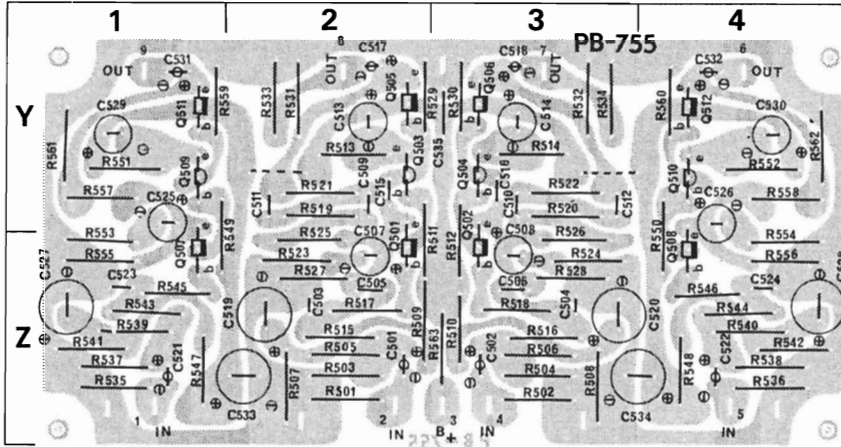 1 2 3 4
PB-755
9 C531 8 C517 C518 7 C532 6
OUT OUT OUT OUT
Y
C529 Q511 e b R559 R533 R531 C513 Q505 e b R529 R530 Q506 e b C514 R532 R534 R560 Q512 e b C530
R561 R551 R513 C535 R514 R552 R562
Q509 e b C509 Q503 e b Q504 e b C516 Q510 e b
R557 C525 C511 R521 C515 C510 R522 C512 C526 R558
R519 R520
R553 Q507 e b R549 R525 C507 Q501 e b R511 R512 Q502 e b C508 R526 R550 Q508 e b R554
C527 R555 R523 R524 R556
C523 R527 C505 C506 R528 C524
R545 R546
Z
R543 C519 C503 R517 R509 R518 C504 C520 R544
R539 R563 R510 R540
R541 R515 C501 C502 R516 R542
R537 C521 R547 R505 R506 R548 C522 R538
R535 R507 R503 R504 R508 R536
C533 R501 R502 C534
1 IN 2 IN B+ 3 4 IN 5 IN